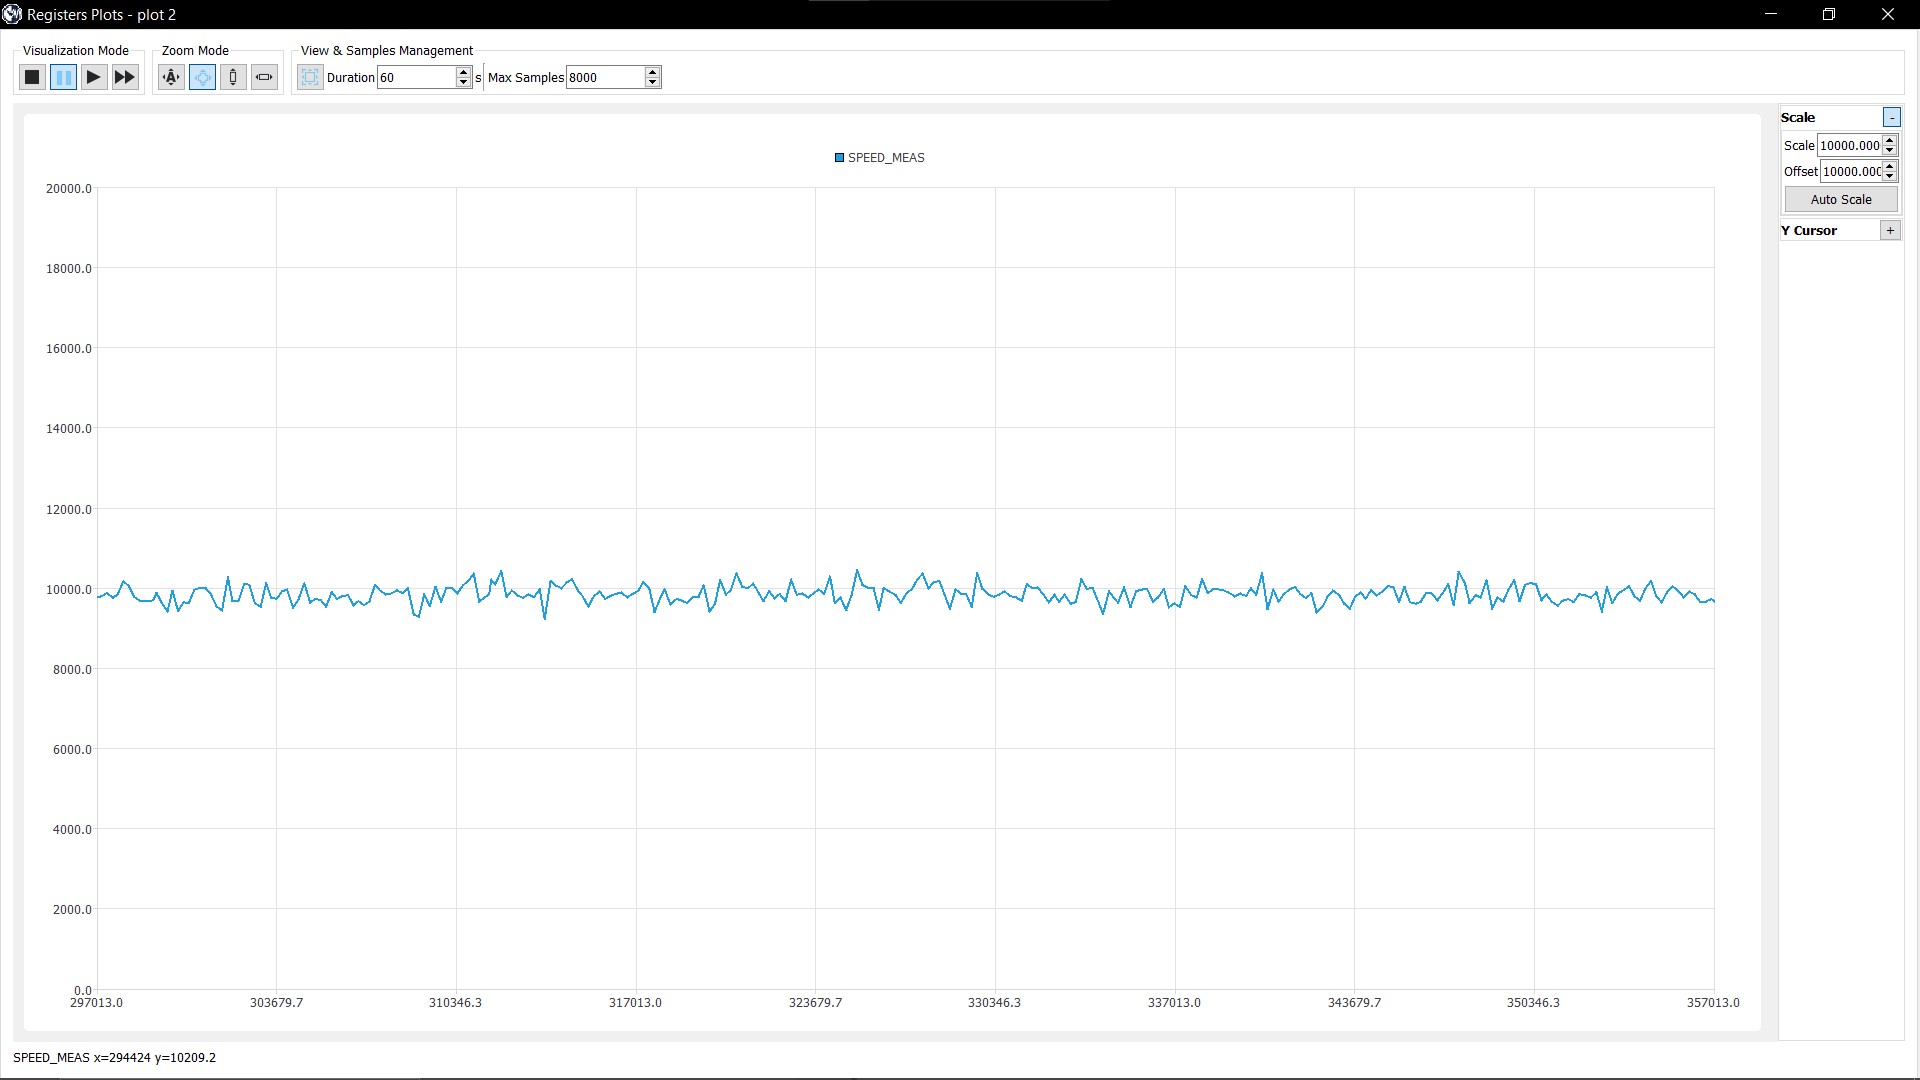 Registers Plots - plot 2
Visualization Mode Zoom Mode View & Samples Management
A Duration 60 s Max Samples 8000
Scale -
Scale 10000.000
Offset 10000.000
Auto Scale
Y Cursor +
SPEED_MEAS
20000.0
18000.0
16000.0
14000.0
12000.0
10000.0
8000.0
6000.0
4000.0
2000.0
0.0
297013.0 303679.7 310346.3 317013.0 323679.7 330346.3 337013.0 343679.7 350346.3 357013.0
SPEED_MEAS x=294424 y=10209.2